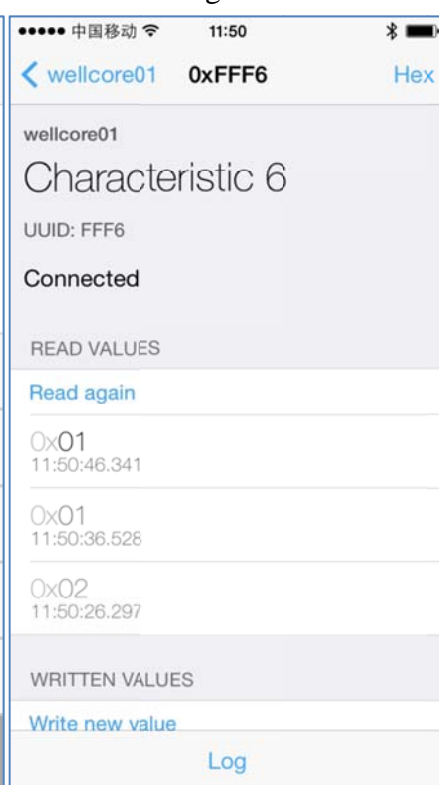 ●●●●● 中国移动 11:50
wellcore01 0xFFF6 Hex
wellcore01
Characteristic 6
UUID: FFF6
Connected
READ VALUES
Read again
0x01
11:50:46.341
0x01
11:50:36.528
0x02
11:50:26.297
WRITTEN VALUES
Write new value
Log